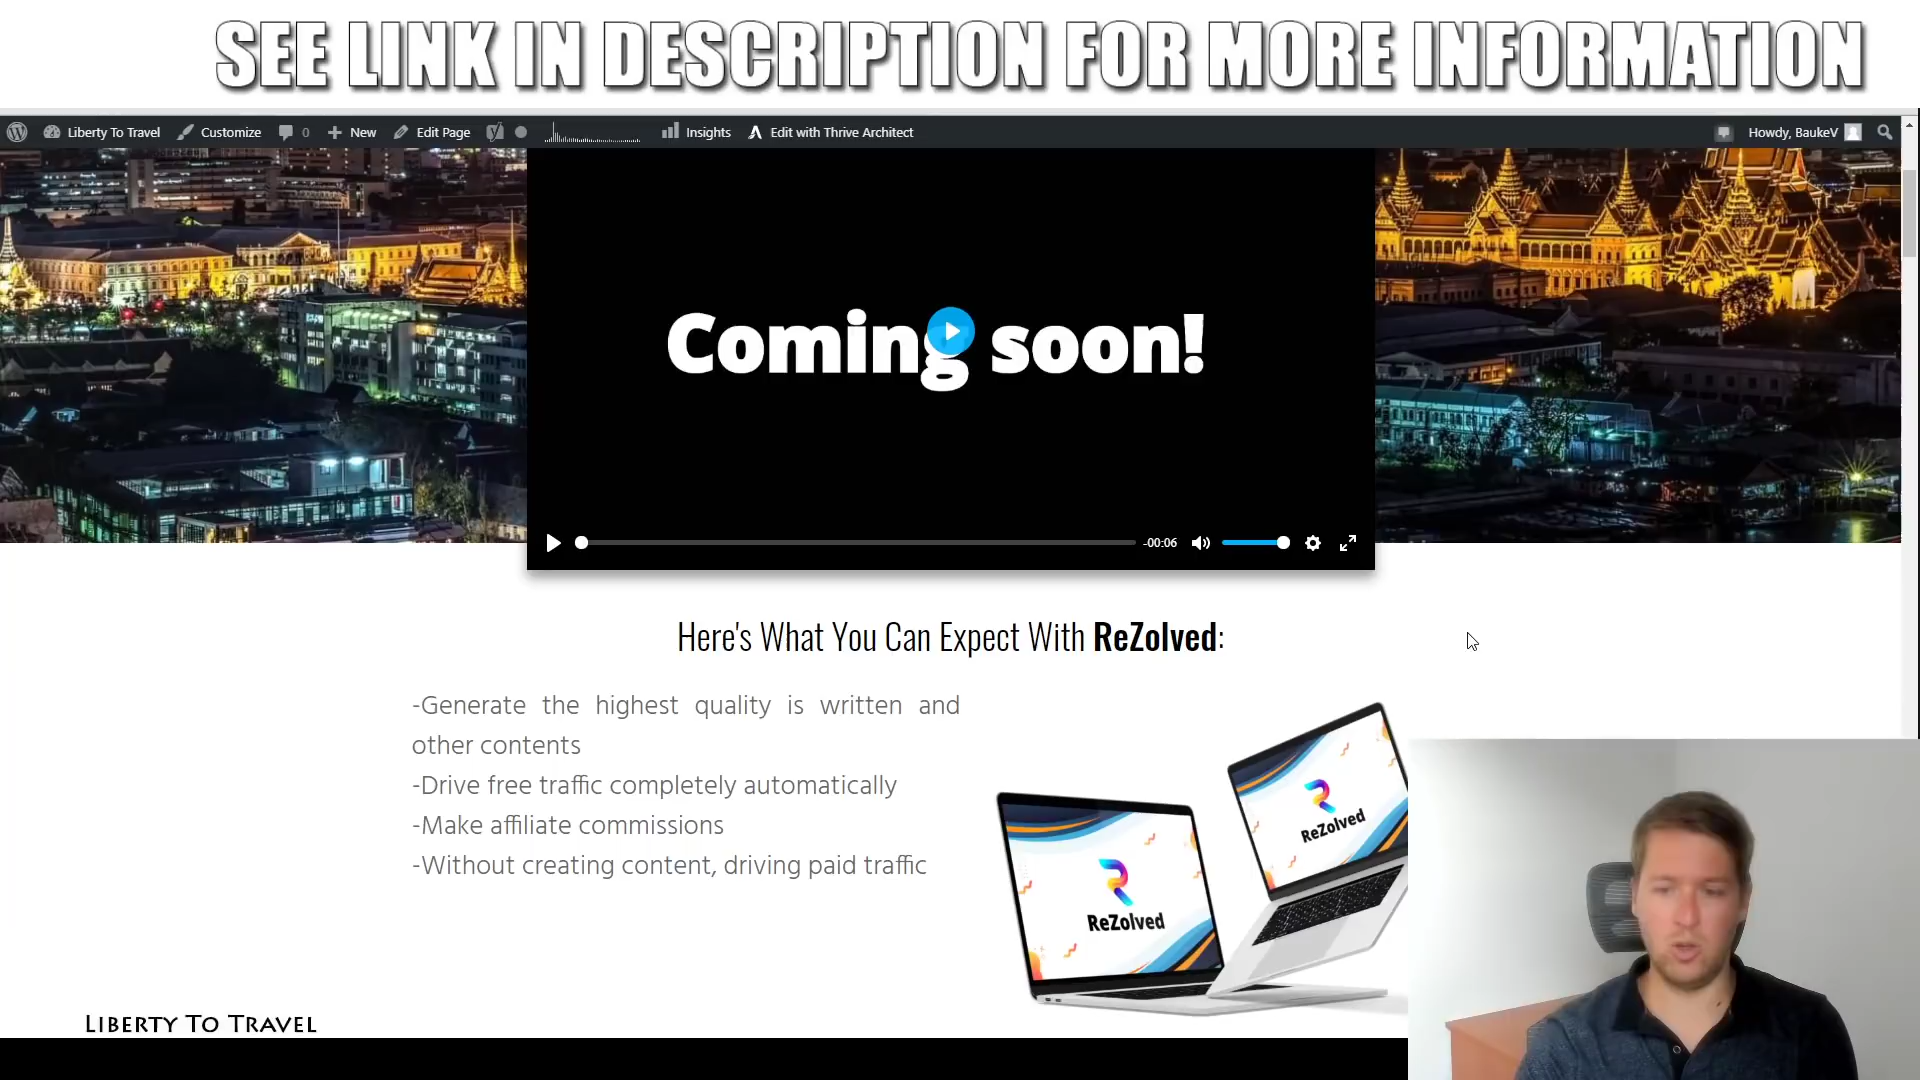 SEE LINK IN DESCRIPTION FOR MORE INFORMATION
Liberty To Travel Customize 0 New Edit Page Insights Edit with Thrive Architect Howdy, BaukeV
Coming soon!
-00:06
Here's What You Can Expect With ReZolved:
-Generate the highest quality is written and
other contents
-Drive free traffic completely automatically
-Make affiliate commissions
-Without creating content, driving paid traffic
ReZolved
ReZolved
LIBERTY TO TRAVEL